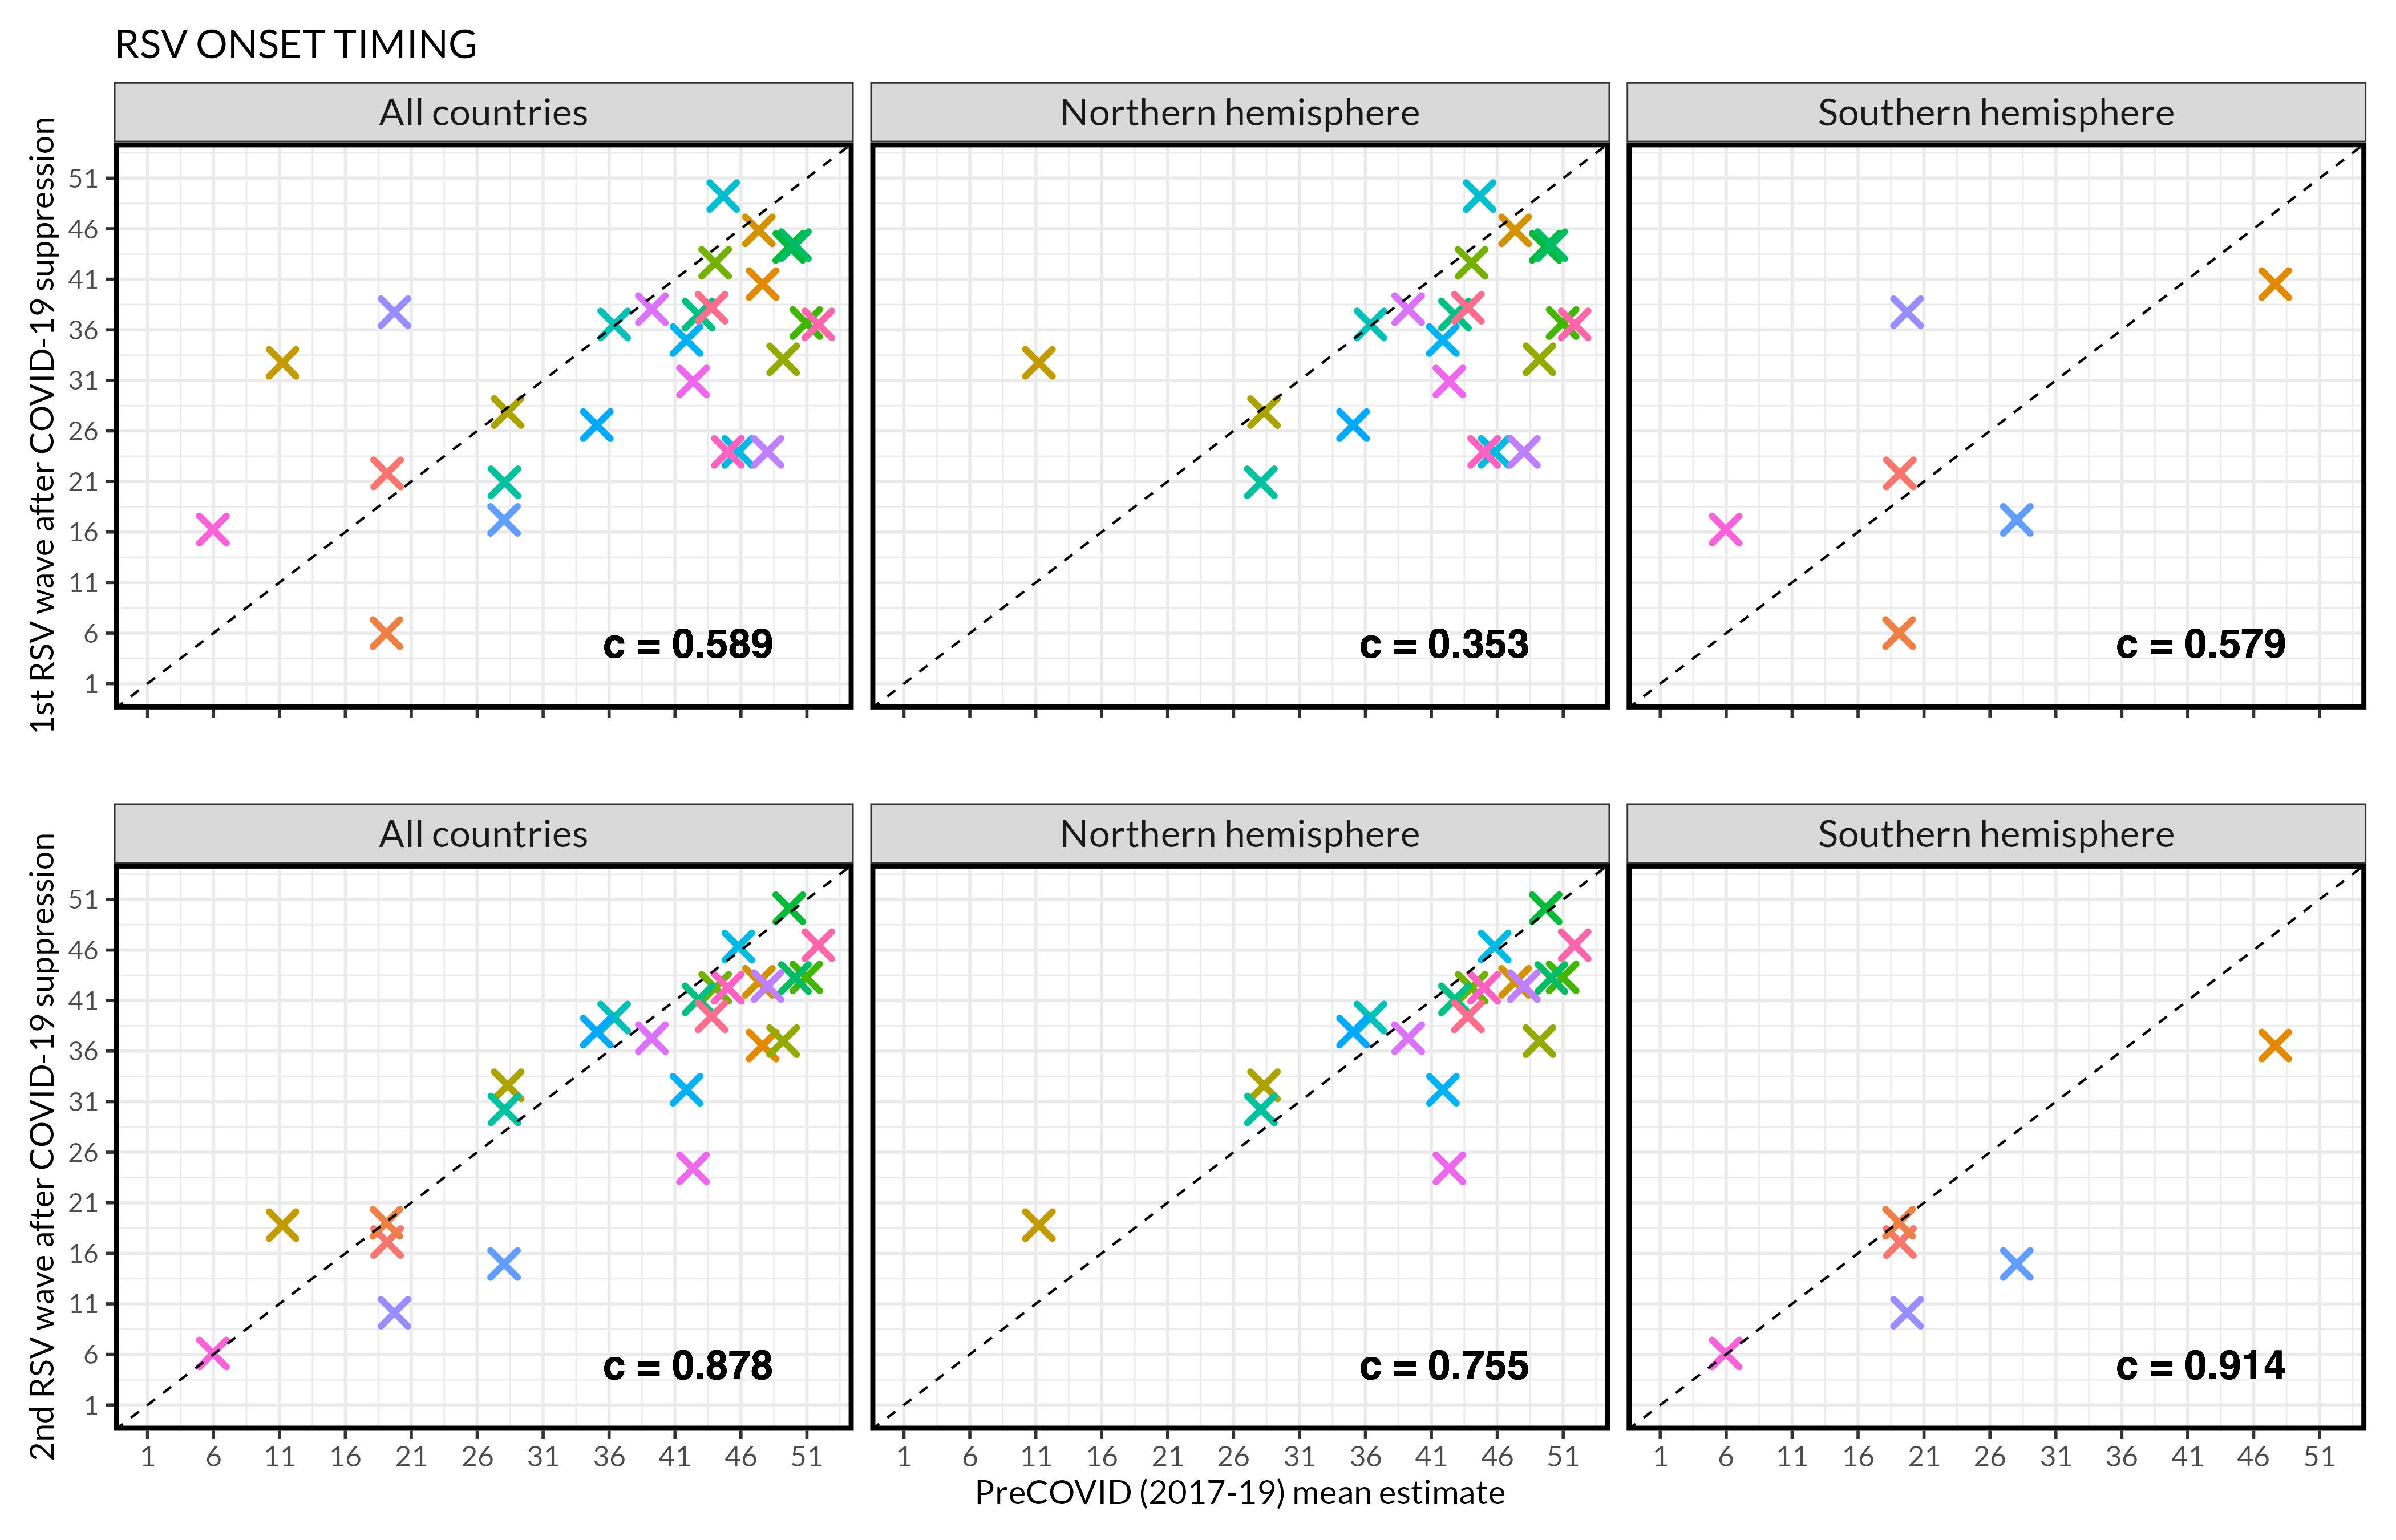 RSV ONSET TIMING
All countries
Northern hemisphere
Southern hemisphere
1st RSV wave after COVID-19 suppression
51
46
41
36
31
26
21
16
11
6
1
c = 0.589
c = 0.353
c = 0.579
All countries
Northern hemisphere
Southern hemisphere
2nd RSV wave after COVID-19 suppression
51
46
41
36
31
26
21
16
11
6
1
c = 0.878
c = 0.755
c = 0.914
1 6 11 16 21 26 31 36 41 46 51
1 6 11 16 21 26 31 36 41 46 51
1 6 11 16 21 26 31 36 41 46 51
PreCOVID (2017-19) mean estimate